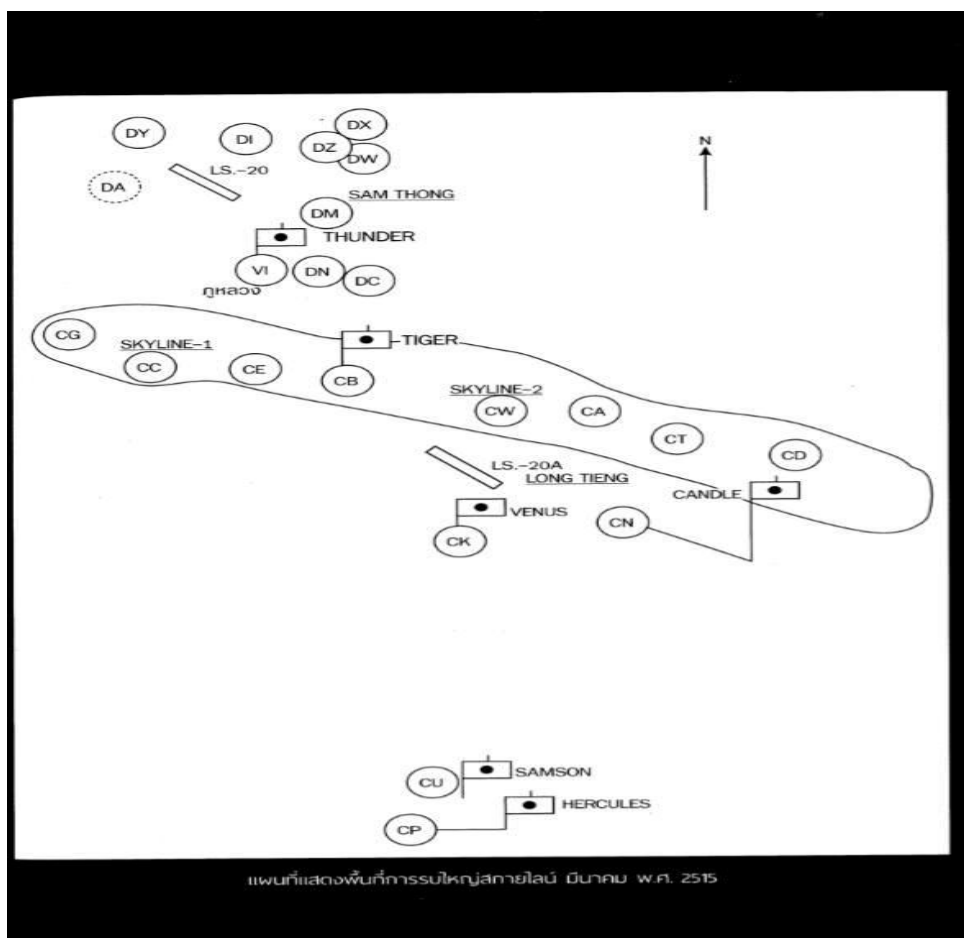 DX
DY
DI
DZ
DW
LS.-20
DA
SAM THONG
DM
THUNDER
VI
DN
DC
ภูหลวง
N
CG
SKYLINE-1
TIGER
CC
CE
CB
SKYLINE-2
CW
CA
CT
CD
LS.-20A
LONG TIENG
CANDLE
VENUS
CN
CK
SAMSON
CU
HERCULES
CP
แผนที่แสดงพื้นที่การรบใหญ่สกายไลน์ มีนาคม พ.ศ. 2515